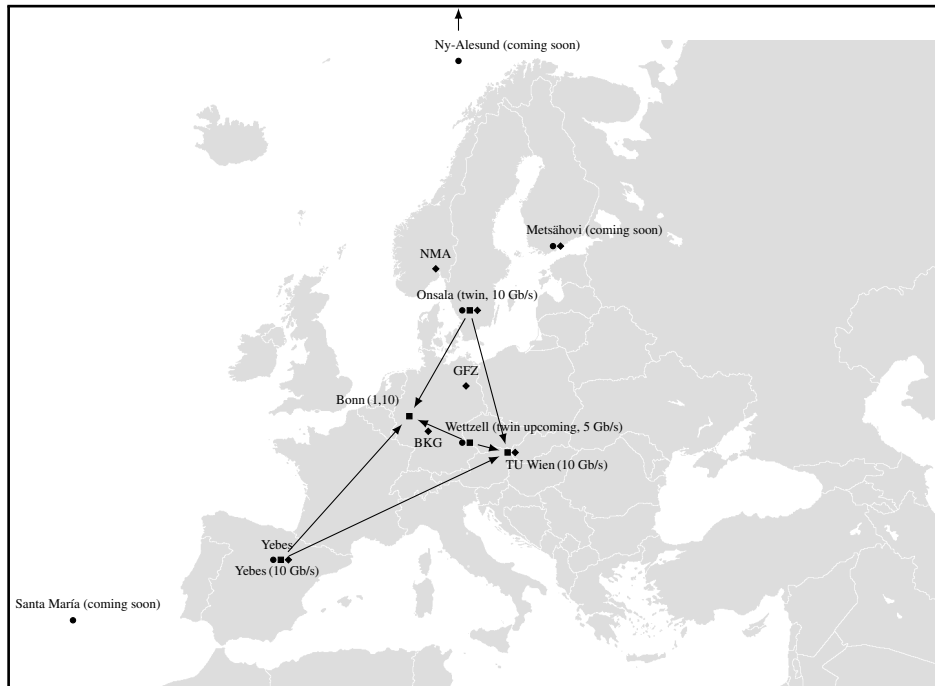 Ny-Alesund (coming soon)
Metsähovi (coming soon)
NMA
Onsala (twin, 10 Gb/s)
GFZ
Bonn (1,10)
Wettzell (twin upcoming, 5 Gb/s)
BKG
TU Wien (10 Gb/s)
Yebes
Yebes (10 Gb/s)
Santa María (coming soon)